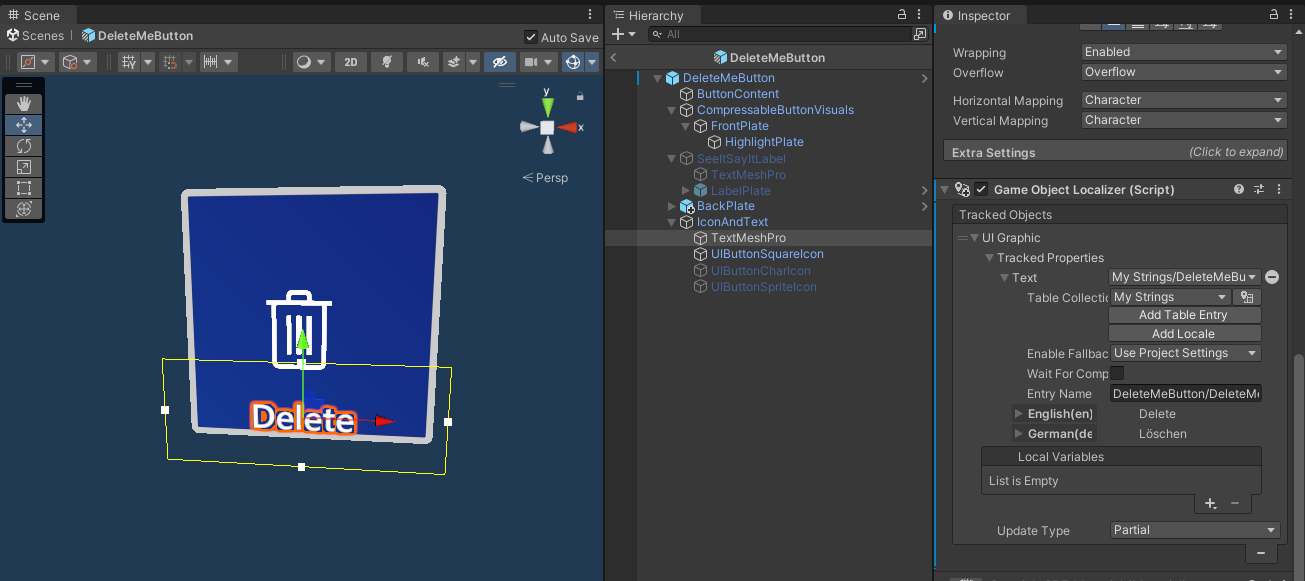 Scene
Scenes
DeleteMeButton
Auto Save
2D
y
x
Persp
Delete
Hierarchy
All
DeleteMeButton
DeleteMeButton
ButtonContent
CompressableButtonVisuals
FrontPlate
HighlightPlate
SeeItSayItLabel
TextMeshPro
LabelPlate
BackPlate
IconAndText
TextMeshPro
UIButtonSquareIcon
UIButtonCharIcon
UIButtonSpriteIcon
Inspector
Wrapping Enabled
Overflow Overflow
Horizontal Mapping Character
Vertical Mapping Character
Extra Settings (Click to expand)
Game Object Localizer (Script)
Tracked Objects
UI Graphic
Tracked Properties
Text My Strings/DeleteMeBu
Table Collectic My Strings
Add Table Entry
Add Locale
Enable Fallbac Use Project Settings
Wait For Comp
Entry Name DeleteMeButton/DeleteMe
English(en) Delete
German(de Löschen
Local Variables
List is Empty
Update Type Partial